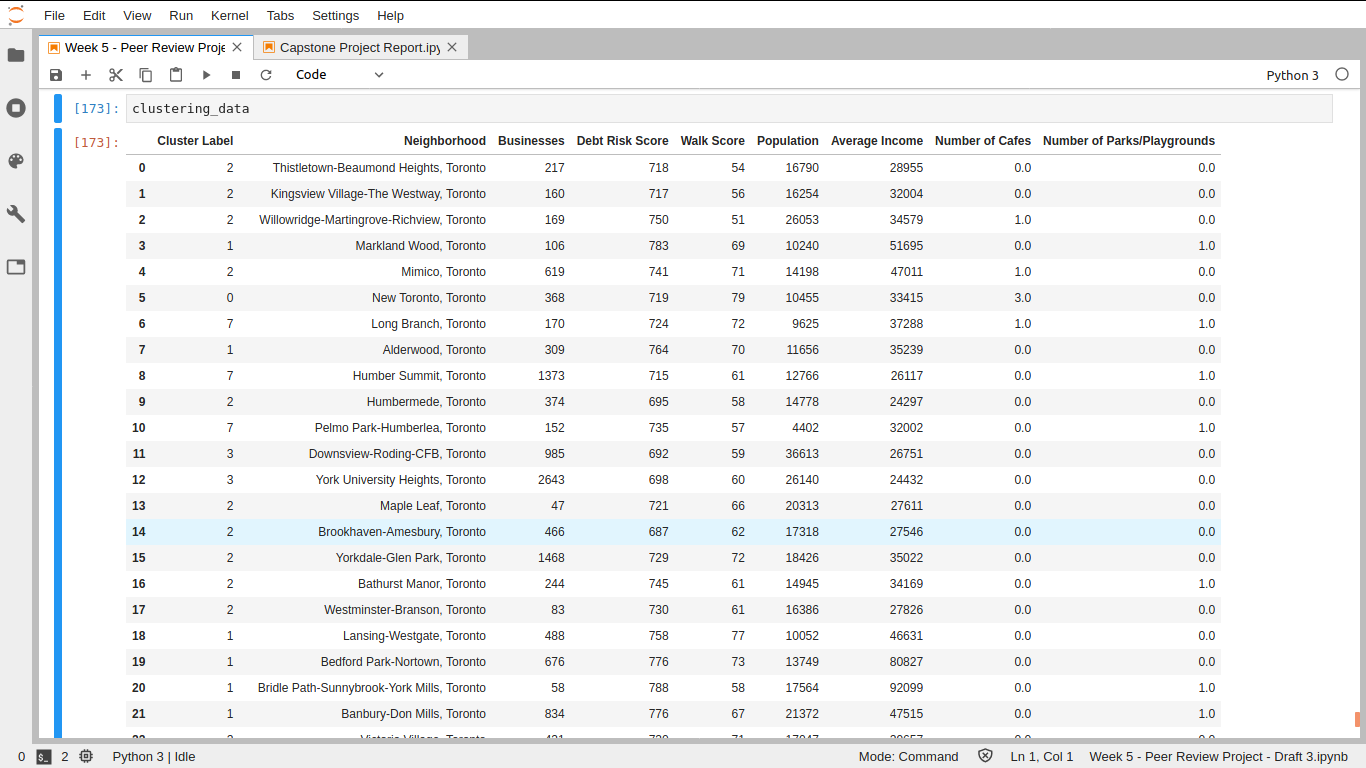 File Edit View Run Kernel Tabs Settings Help
Week 5 - Peer Review Proje Capstone Project Report.ipy
Code Python 3
[173]: clustering_data
[173]: Cluster Label Neighborhood Businesses Debt Risk Score Walk Score Population Average Income Number of Cafes Number of Parks/Playgrounds
0 2 Thistletown-Beaumond Heights, Toronto 217 718 54 16790 28955 0.0 0.0
1 2 Kingsview Village-The Westway, Toronto 160 717 56 16254 32004 0.0 0.0
2 2 Willowridge-Martingrove-Richview, Toronto 169 750 51 26053 34579 1.0 0.0
3 1 Markland Wood, Toronto 106 783 69 10240 51695 0.0 1.0
4 2 Mimico, Toronto 619 741 71 14198 47011 1.0 0.0
5 0 New Toronto, Toronto 368 719 79 10455 33415 3.0 0.0
6 7 Long Branch, Toronto 170 724 72 9625 37288 1.0 1.0
7 1 Alderwood, Toronto 309 764 70 11656 35239 0.0 0.0
8 7 Humber Summit, Toronto 1373 715 61 12766 26117 0.0 1.0
9 2 Humbermede, Toronto 374 695 58 14778 24297 0.0 0.0
10 7 Pelmo Park-Humberlea, Toronto 152 735 57 4402 32002 0.0 1.0
11 3 Downsview-Roding-CFB, Toronto 985 692 59 36613 26751 0.0 0.0
12 3 York University Heights, Toronto 2643 698 60 26140 24432 0.0 0.0
13 2 Maple Leaf, Toronto 47 721 66 20313 27611 0.0 0.0
14 2 Brookhaven-Amesbury, Toronto 466 687 62 17318 27546 0.0 0.0
15 2 Yorkdale-Glen Park, Toronto 1468 729 72 18426 35022 0.0 0.0
16 2 Bathurst Manor, Toronto 244 745 61 14945 34169 0.0 1.0
17 2 Westminster-Branson, Toronto 83 730 61 16386 27826 0.0 0.0
18 1 Lansing-Westgate, Toronto 488 758 77 10052 46631 0.0 0.0
19 1 Bedford Park-Nortown, Toronto 676 776 73 13749 80827 0.0 0.0
20 1 Bridle Path-Sunnybrook-York Mills, Toronto 58 788 58 17564 92099 0.0 1.0
21 1 Banbury-Don Mills, Toronto 834 776 67 21372 47515 0.0 1.0
0 $_ 2 Python 3 | Idle Mode: Command Ln 1, Col 1 Week 5 - Peer Review Project - Draft 3.ipynb